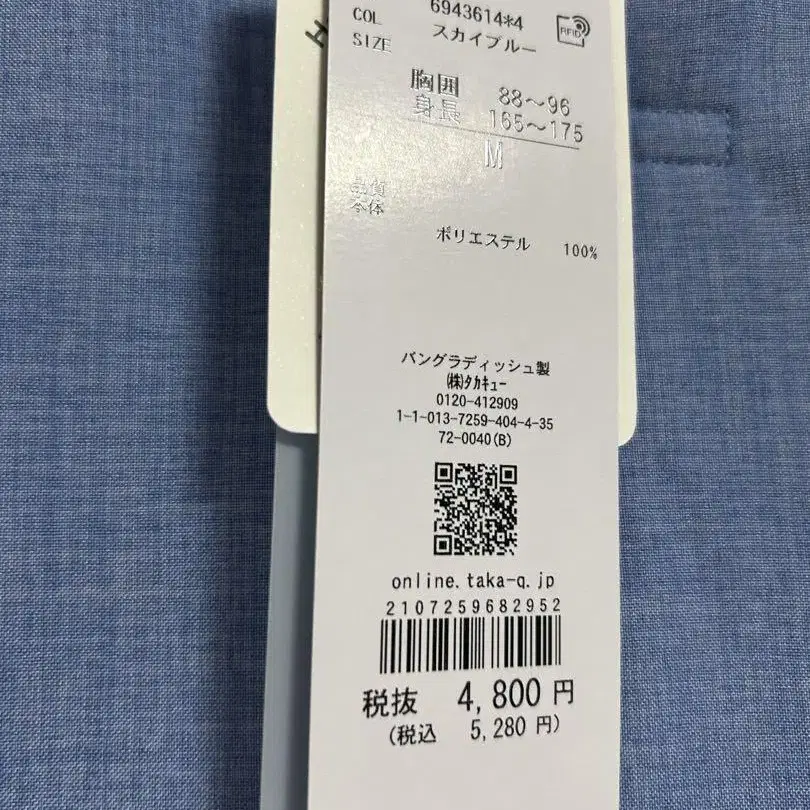 6943614*4
COL スカイブルー
SIZE
RFID
胸囲 88～96
身長 165～175
M
品質
本体
ポリエステル 100%
バングラディッシュ製
㈱タカキュー
0120-412909
1-1-013-7259-404-4-35
72-0040(B)
online.taka-q.jp
2107259682952
税抜 4,800 円
(税込 5,280 円)